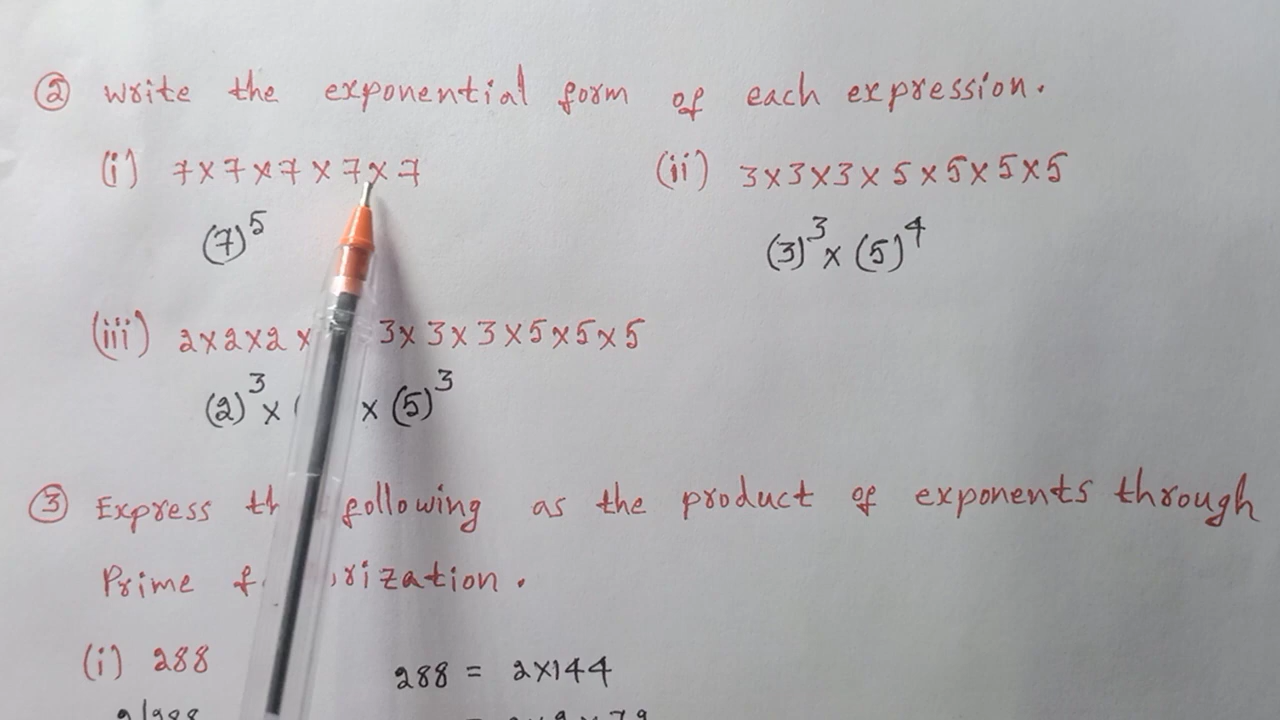 ② Write the exponential form of each expression.
(i) 7×7×7×7×7 (ii) 3×3×3×5×5×5×5
(7)⁵ (3)³×(5)⁴
(iii) 2×2×2× 3×3×3×5×5×5
(2)³× ( ×(5)³
③ Express following as the product of exponents through
Prime
(i) 288 288 = 2×144